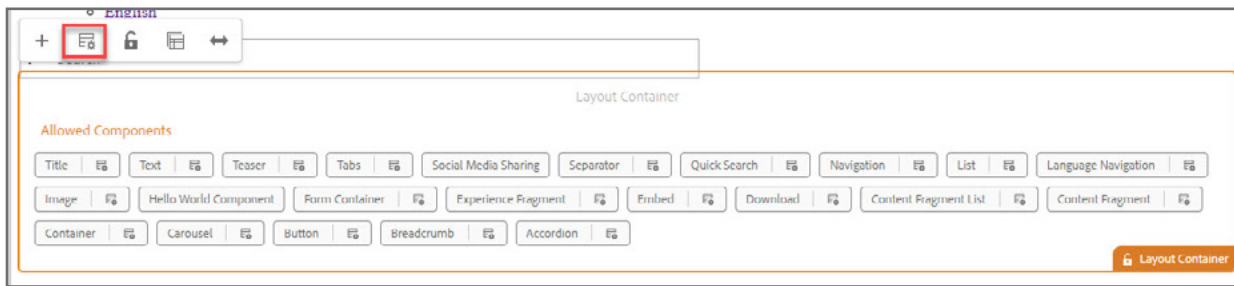 English
Layout Container
Allowed Components
Title Text Teaser Tabs Social Media Sharing Separator Quick Search Navigation List Language Navigation
Image Hello World Component Form Container Experience Fragment Embed Download Content Fragment List Content Fragment
Container Carousel Button Breadcrumb Accordion
Layout Container